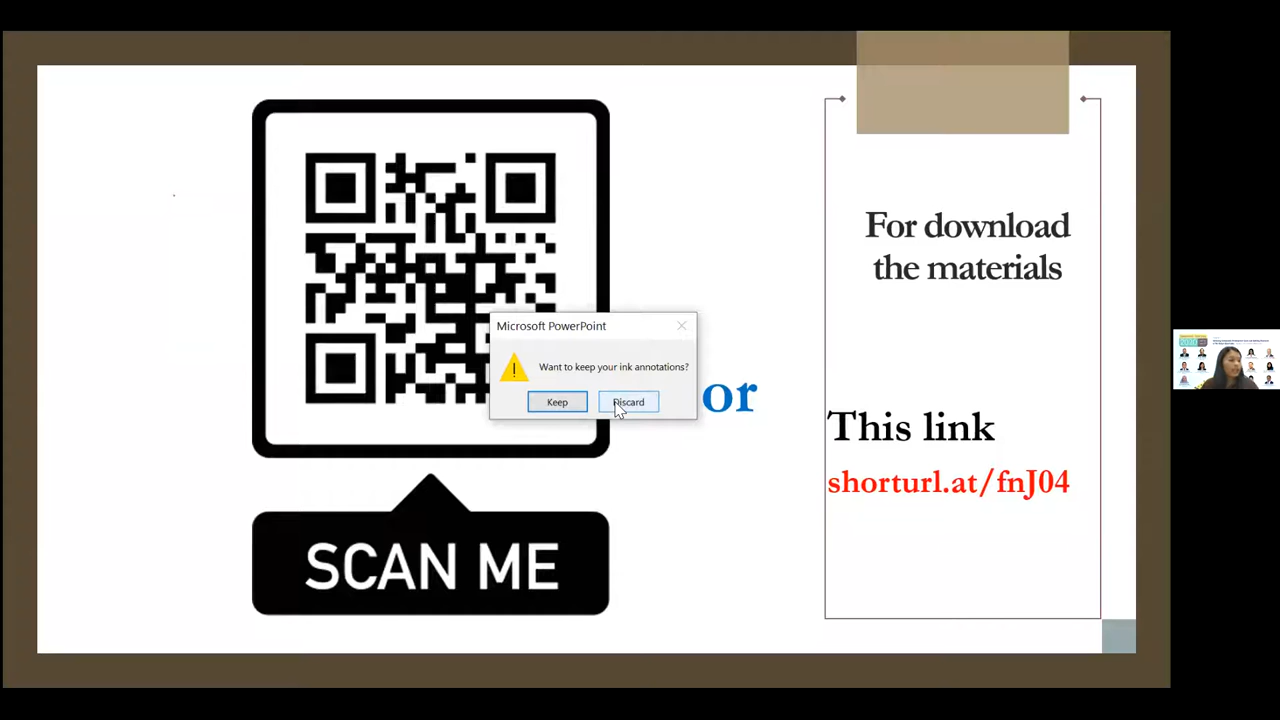 For download
the materials
Microsoft PowerPoint
Want to keep your ink annotations?
Keep
Discard
or
This link
shorturl.at/fnJ04
SCAN ME